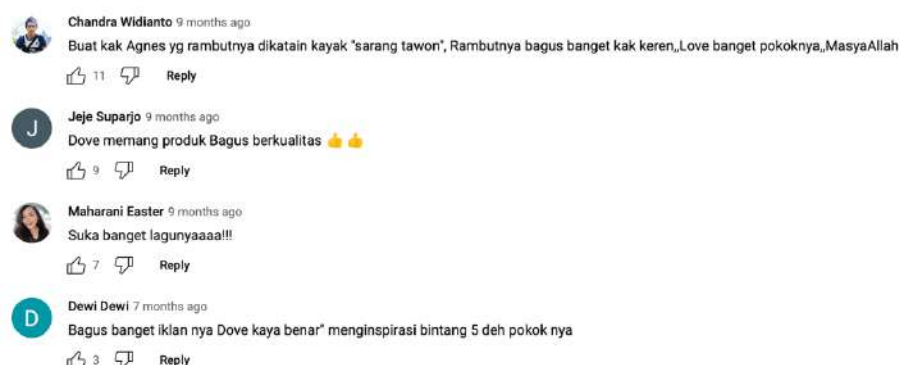 Chandra Widianto 9 months ago
Buat kak Agnes yg rambutnya dikatain kayak "sarang tawon", Rambutnya bagus banget kak keren,,Love banget pokoknya,,MasyaAllah
11 Reply
J
Jeje Suparjo 9 months ago
Dove memang produk Bagus berkualitas 👍 👍
9 Reply
Maharani Easter 9 months ago
Suka banget lagunyaaaa!!!
7 Reply
D
Dewi Dewi 7 months ago
Bagus banget iklan nya Dove kaya benar" menginspirasi bintang 5 deh pokok nya
3 Reply